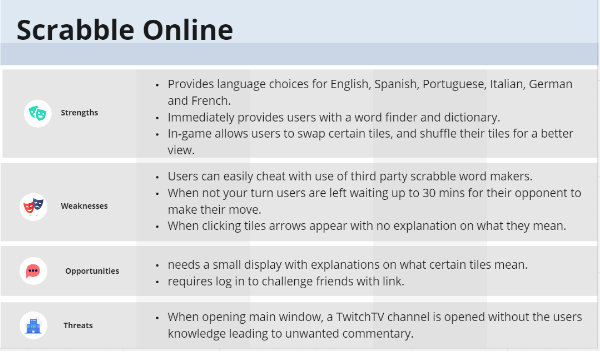 Scrabble Online
Strengths
• Provides language choices for English, Spanish, Portuguese, Italian, German
and French.
• Immediately provides users with a word finder and dictionary.
• In-game allows users to swap certain tiles, and shuffle their tiles for a better
view.
Weaknesses
• Users can easily cheat with use of third party scrabble word makers.
• When not your turn users are left waiting up to 30 mins for their opponent to
make their move.
• When clicking tiles arrows appear with no explanation on what they mean.
Opportunities
• needs a small display with explanations on what certain tiles mean.
• requires log in to challenge friends with link.
Threats
• When opening main window, a TwitchTV channel is opened without the users
knowledge leading to unwanted commentary.